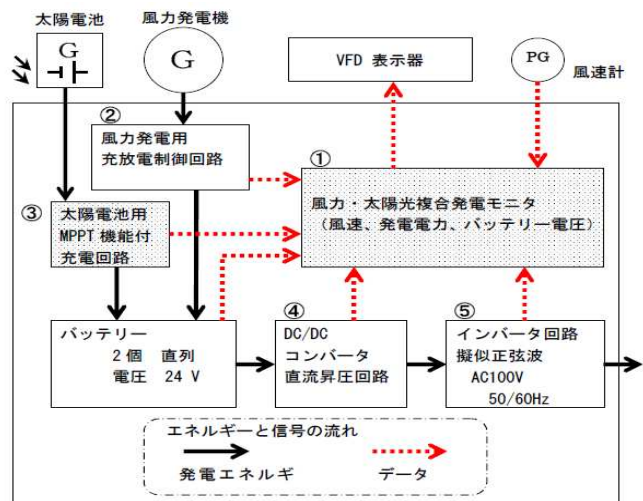 太陽電池
風力発電機
G
G
VFD 表示器
PG
風速計
②
風力発電用
充放電制御回路
①
風力・太陽光複合発電モニタ
（風速、発電電力、バッテリー電圧）
③
太陽電池用
MPPT 機能付
充電回路
バッテリー
2個 直列
電圧 24 V
④
DC/DC
コンバータ
直流昇圧回路
⑤
インバータ回路
擬似正弦波
AC100V
50/60Hz
エネルギーと信号の流れ
発電エネルギ
データ